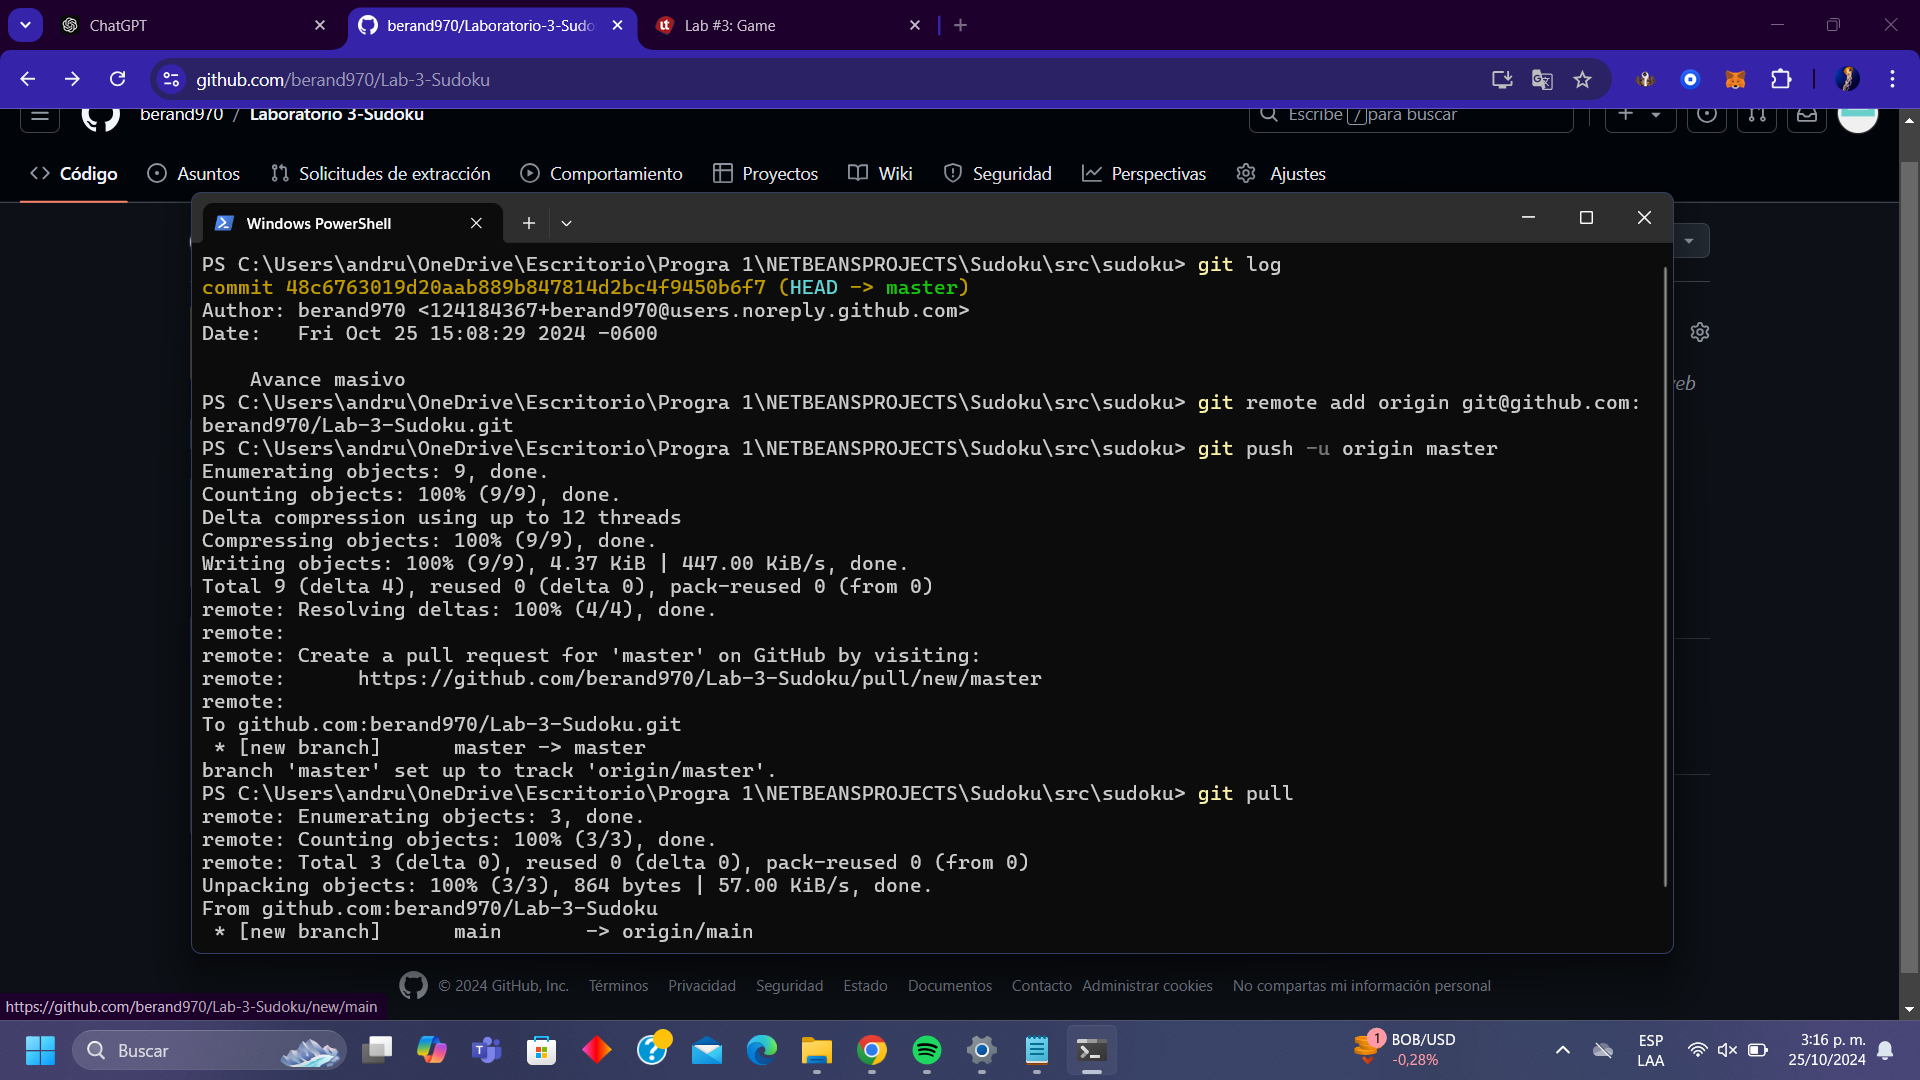 ChatGPT
berand970/Laboratorio-3-Sudo
Lab #3: Game
github.com/berand970/Lab-3-Sudoku
berand970 / Laboratorio 3-Sudoku
Escribe / para buscar
Código
Asuntos
Solicitudes de extracción
Comportamiento
Proyectos
Wiki
Seguridad
Perspectivas
Ajustes
Windows PowerShell
PS C:\Users\andru\OneDrive\Escritorio\Progra 1\NETBEANSPROJECTS\Sudoku\src\sudoku> git log
commit 48c6763019d20aab889b847814d2bc4f9450b6f7 (HEAD -> master)
Author: berand970 <124184367+berand970@users.noreply.github.com>
Date:   Fri Oct 25 15:08:29 2024 -0600
    Avance masivo
PS C:\Users\andru\OneDrive\Escritorio\Progra 1\NETBEANSPROJECTS\Sudoku\src\sudoku> git remote add origin git@github.com:
berand970/Lab-3-Sudoku.git
PS C:\Users\andru\OneDrive\Escritorio\Progra 1\NETBEANSPROJECTS\Sudoku\src\sudoku> git push -u origin master
Enumerating objects: 9, done.
Counting objects: 100% (9/9), done.
Delta compression using up to 12 threads
Compressing objects: 100% (9/9), done.
Writing objects: 100% (9/9), 4.37 KiB | 447.00 KiB/s, done.
Total 9 (delta 4), reused 0 (delta 0), pack-reused 0 (from 0)
remote: Resolving deltas: 100% (4/4), done.
remote:
remote: Create a pull request for 'master' on GitHub by visiting:
remote:      https://github.com/berand970/Lab-3-Sudoku/pull/new/master
remote:
To github.com:berand970/Lab-3-Sudoku.git
 * [new branch]      master -> master
branch 'master' set up to track 'origin/master'.
PS C:\Users\andru\OneDrive\Escritorio\Progra 1\NETBEANSPROJECTS\Sudoku\src\sudoku> git pull
remote: Enumerating objects: 3, done.
remote: Counting objects: 100% (3/3), done.
remote: Total 3 (delta 0), reused 0 (delta 0), pack-reused 0 (from 0)
Unpacking objects: 100% (3/3), 864 bytes | 57.00 KiB/s, done.
From github.com:berand970/Lab-3-Sudoku
 * [new branch]      main       -> origin/main
© 2024 GitHub, Inc.
Términos
Privacidad
Seguridad
Estado
Documentos
Contacto
Administrar cookies
No compartas mi información personal
https://github.com/berand970/Lab-3-Sudoku/new/main
Buscar
1
BOB/USD
-0,28%
ESP
LAA
3:16 p. m.
25/10/2024